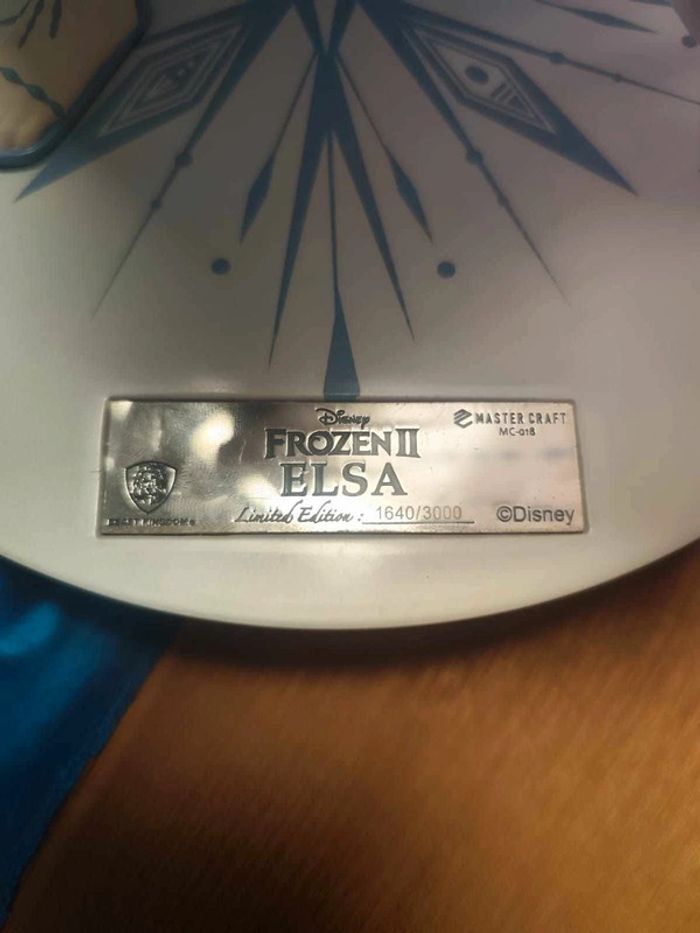 Disney
FROZEN II
ELSA
Limited Edition : 1640/3000
MASTER CRAFT
MC-018
BEAST KINGDOM®
©Disney